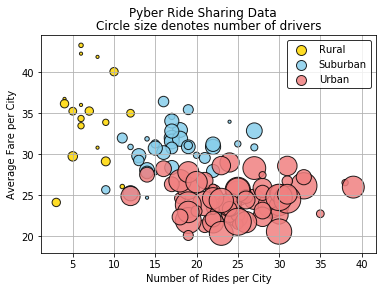 Pyber Ride Sharing Data
Circle size denotes number of drivers
Rural
Suburban
Urban
40
35
30
25
20
Average Fare per City
5
10
15
20
25
30
35
40
Number of Rides per City